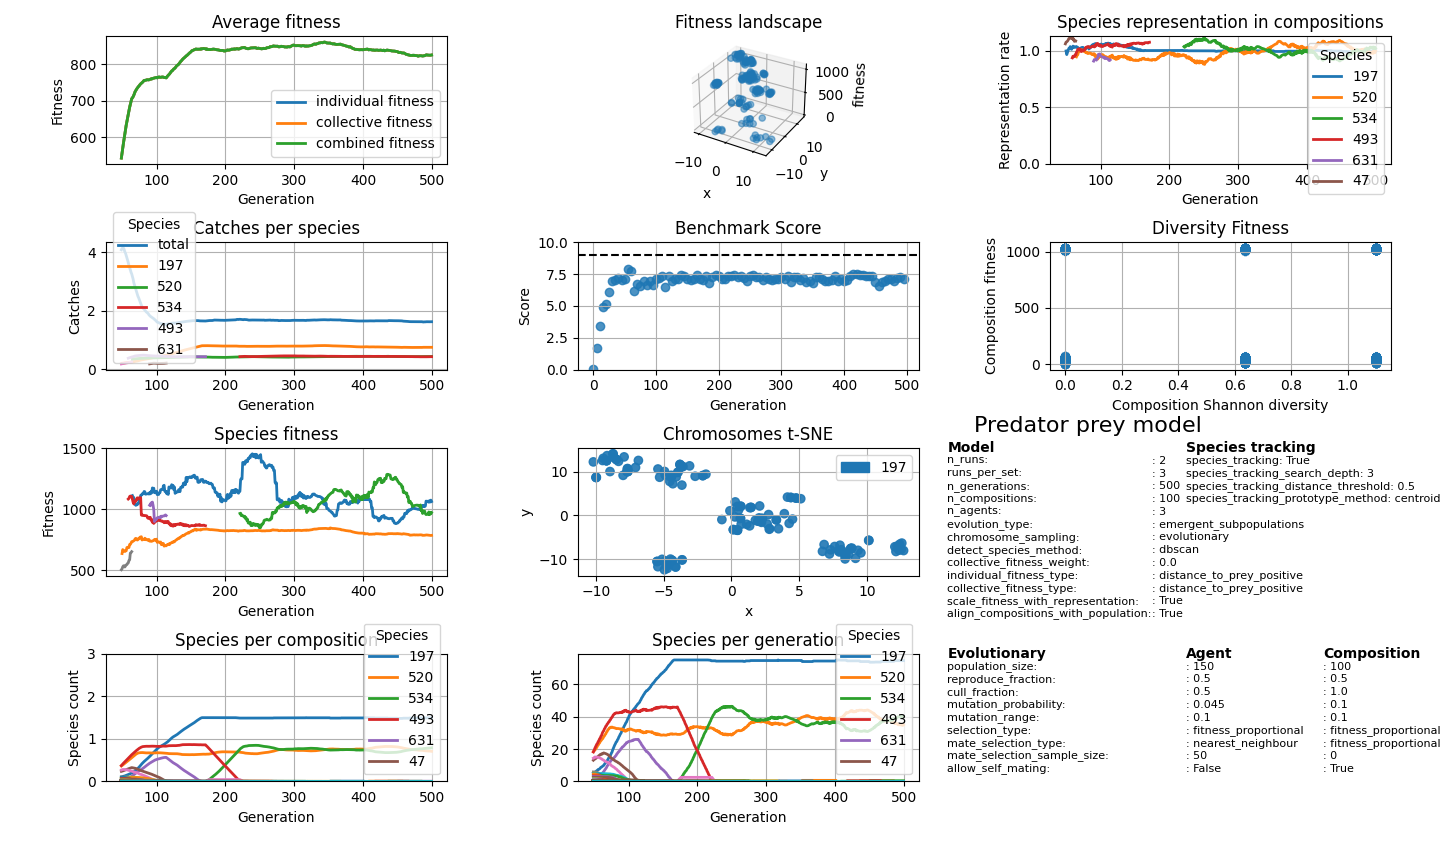 Average fitness
Fitness
800
700
600
individual fitness
collective fitness
combined fitness
100 200 300 400 500
Generation
Fitness landscape
1000
500
0
fitness
−10 0 10
x
−10 0 10
y
Species representation in compositions
Representation rate
1.0
0.5
0.0
Species
197
520
534
493
631
47
100 200 300 400 500
Generation
Catches per species
Catches
4
2
0
Species
total
197
520
534
493
631
100 200 300 400 500
Generation
Benchmark Score
Score
10.0
7.5
5.0
2.5
0.0
0 100 200 300 400 500
Generation
Diversity Fitness
Composition fitness
1000
500
0
0.0 0.2 0.4 0.6 0.8 1.0
Composition Shannon diversity
Species fitness
Fitness
1500
1000
500
100 200 300 400 500
Generation
Chromosomes t-SNE
y
10
0
−10
197
−10 −5 0 5 10
x
Predator prey model
Model
n_runs: : 2
runs_per_set: : 3
n_generations: : 500
n_compositions: : 100
n_agents: : 3
evolution_type: : emergent_subpopulations
chromosome_sampling: : evolutionary
detect_species_method: : dbscan
collective_fitness_weight: : 0.0
individual_fitness_type: : distance_to_prey_positive
collective_fitness_type: : distance_to_prey_positive
scale_fitness_with_representation: : True
align_compositions_with_population: : True
Species tracking
species_tracking: True
species_tracking_search_depth: 3
species_tracking_distance_threshold: 0.5
species_tracking_prototype_method: centroid
Species per composition
Species count
3
2
1
0
Species
197
520
534
493
631
47
100 200 300 400 500
Generation
Species per generation
Species count
60
40
20
0
Species
197
520
534
493
631
47
100 200 300 400 500
Generation
Evolutionary Agent Composition
population_size: : 150 : 100
reproduce_fraction: : 0.5 : 0.5
cull_fraction: : 0.5 : 1.0
mutation_probability: : 0.045 : 0.1
mutation_range: : 0.1 : 0.1
selection_type: : fitness_proportional : fitness_proportional
mate_selection_type: : nearest_neighbour : fitness_proportional
mate_selection_sample_size: : 50 : 0
allow_self_mating: : False : True